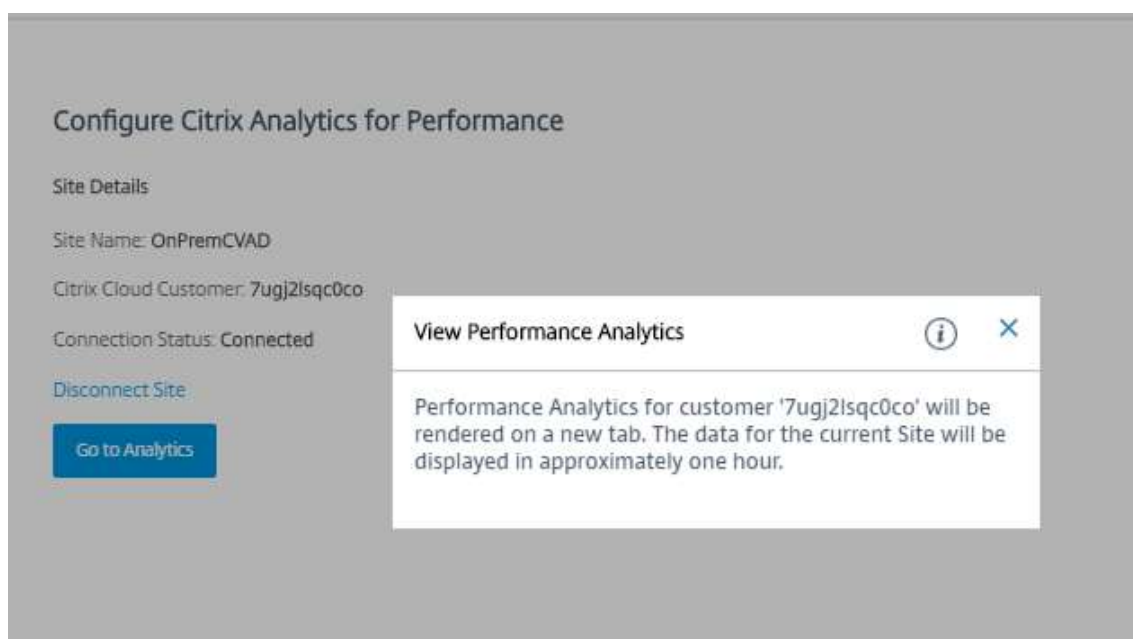 Configure Citrix Analytics for Performance
Site Details
Site Name: OnPremCVAD
Citrix Cloud Customer: 7ugj2lsqc0co
Connection Status: Connected
Disconnect Site
Go to Analytics
View Performance Analytics
Performance Analytics for customer '7ugj2lsqc0co' will be
rendered on a new tab. The data for the current Site will be
displayed in approximately one hour.